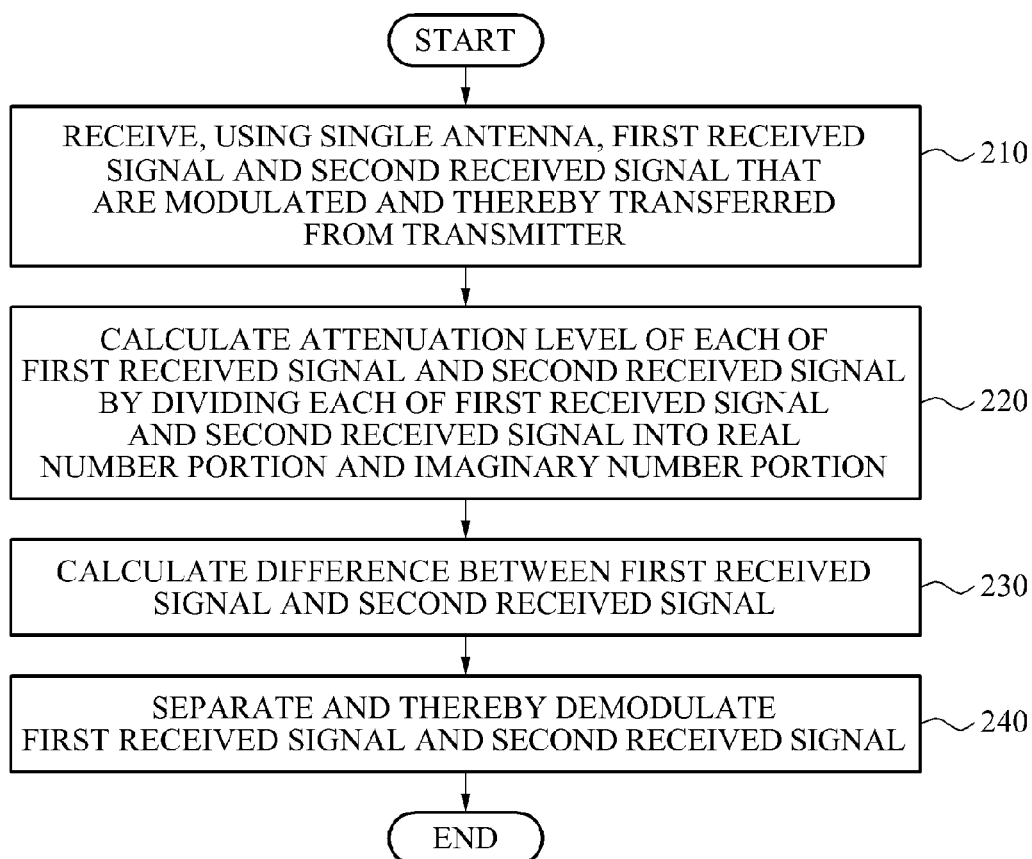 START
RECEIVE, USING SINGLE ANTENNA, FIRST RECEIVED
SIGNAL AND SECOND RECEIVED SIGNAL THAT
ARE MODULATED AND THEREBY TRANSFERRED
FROM TRANSMITTER
210
CALCULATE ATTENUATION LEVEL OF EACH OF
FIRST RECEIVED SIGNAL AND SECOND RECEIVED SIGNAL
BY DIVIDING EACH OF FIRST RECEIVED SIGNAL
AND SECOND RECEIVED SIGNAL INTO REAL
NUMBER PORTION AND IMAGINARY NUMBER PORTION
220
CALCULATE DIFFERENCE BETWEEN FIRST RECEIVED
SIGNAL AND SECOND RECEIVED SIGNAL
230
SEPARATE AND THEREBY DEMODULATE
FIRST RECEIVED SIGNAL AND SECOND RECEIVED SIGNAL
240
END